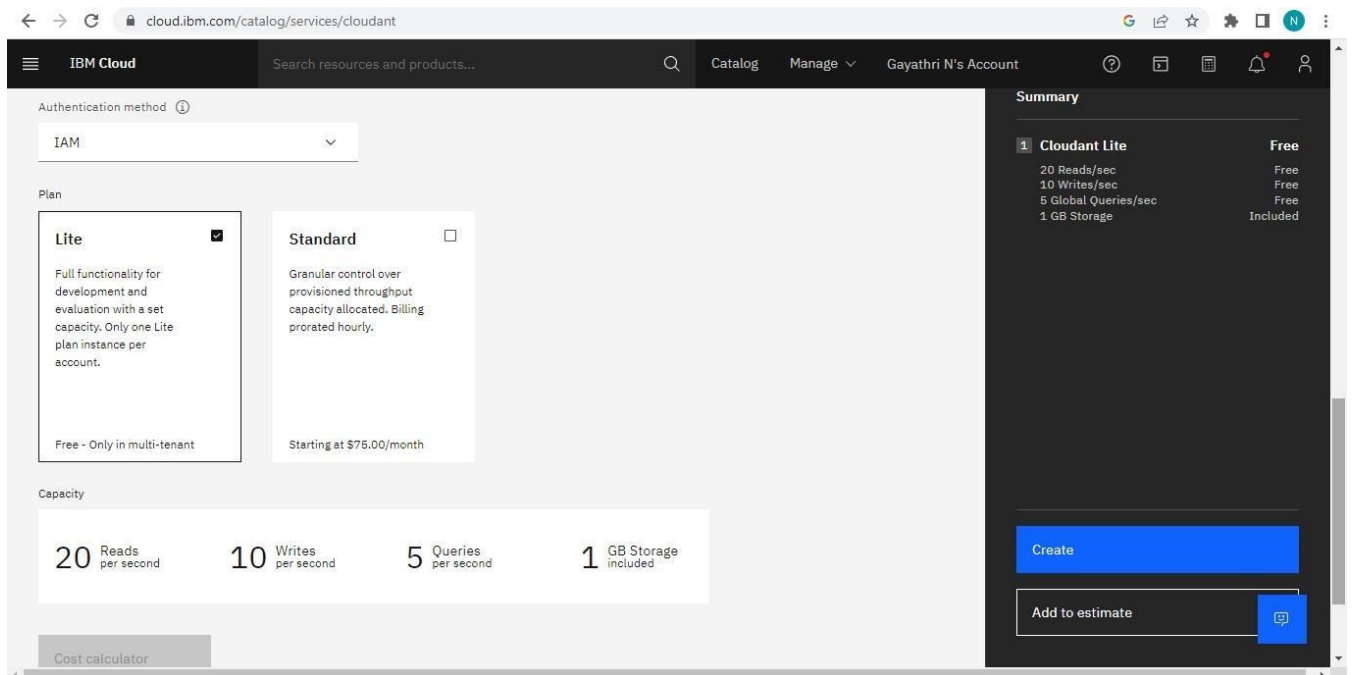 cloud.ibm.com/catalog/services/cloudant
G
N
IBM Cloud
Search resources and products...
Catalog
Manage
Gayathri N's Account
Authentication method
IAM
Plan
Lite
Full functionality for
development and
evaluation with a set
capacity. Only one Lite
plan instance per
account.
Free - Only in multi-tenant
Standard
Granular control over
provisioned throughput
capacity allocated. Billing
prorated hourly.
Starting at $75.00/month
Capacity
20 Reads per second
10 Writes per second
5 Queries per second
1 GB Storage included
Cost calculator
Summary
1 Cloudant Lite Free
20 Reads/sec Free
10 Writes/sec Free
5 Global Queries/sec Free
1 GB Storage Included
Create
Add to estimate